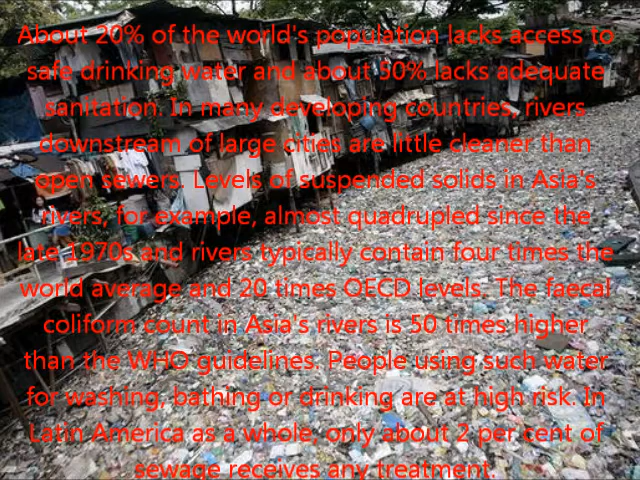 About 20% of the world's population lacks access to
safe drinking water and about 50% lacks adequate
sanitation. In many developing countries, rivers
downstream of large cities are little cleaner than
open sewers. Levels of suspended solids in Asia's
rivers, for example, almost quadrupled since the
late 1970s and rivers typically contain four times the
world average and 20 times OECD levels. The faecal
coliform count in Asia's rivers is 50 times higher
than the WHO guidelines. People using such water
for washing, bathing or drinking are at high risk. In
Latin America as a whole, only about 2 per cent of
sewage receives any treatment.